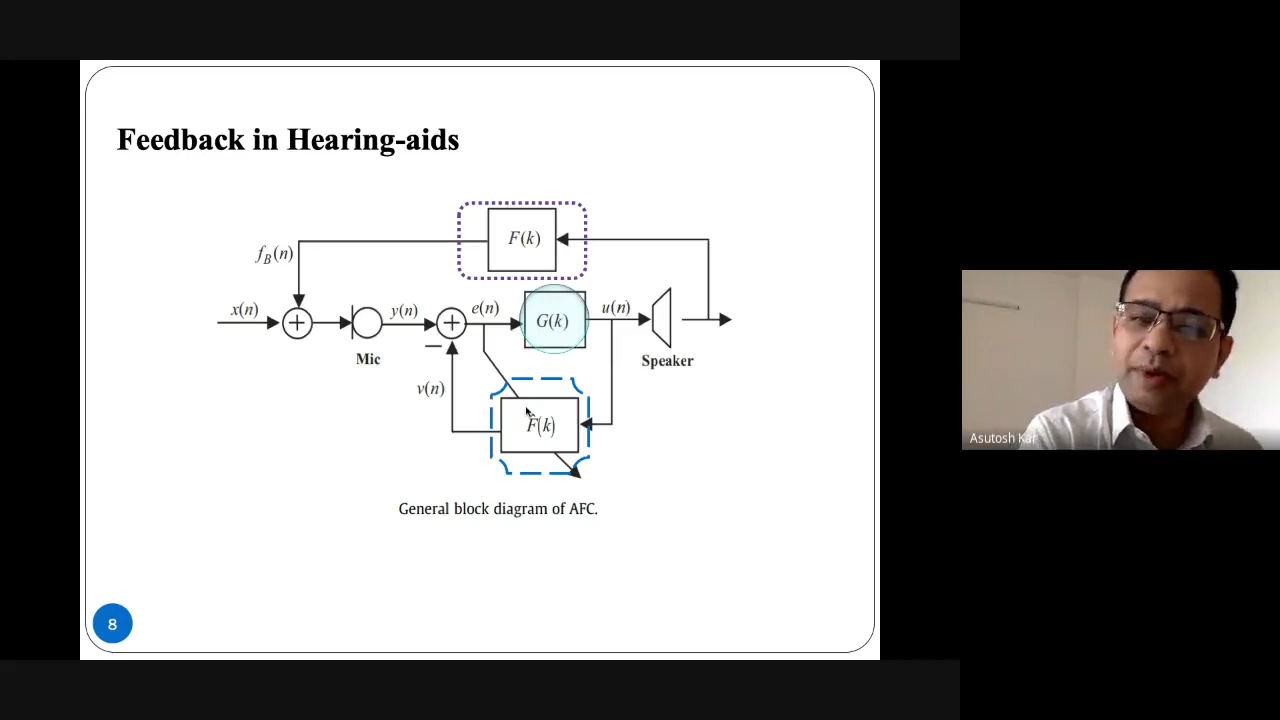 Feedback in Hearing-aids
F(k)
f_B(n)
x(n)
+
y(n)
+
e(n)
G(k)
u(n)
−
Mic
Speaker
v(n)
F(k)
General block diagram of AFC.
8
Asutosh Kar